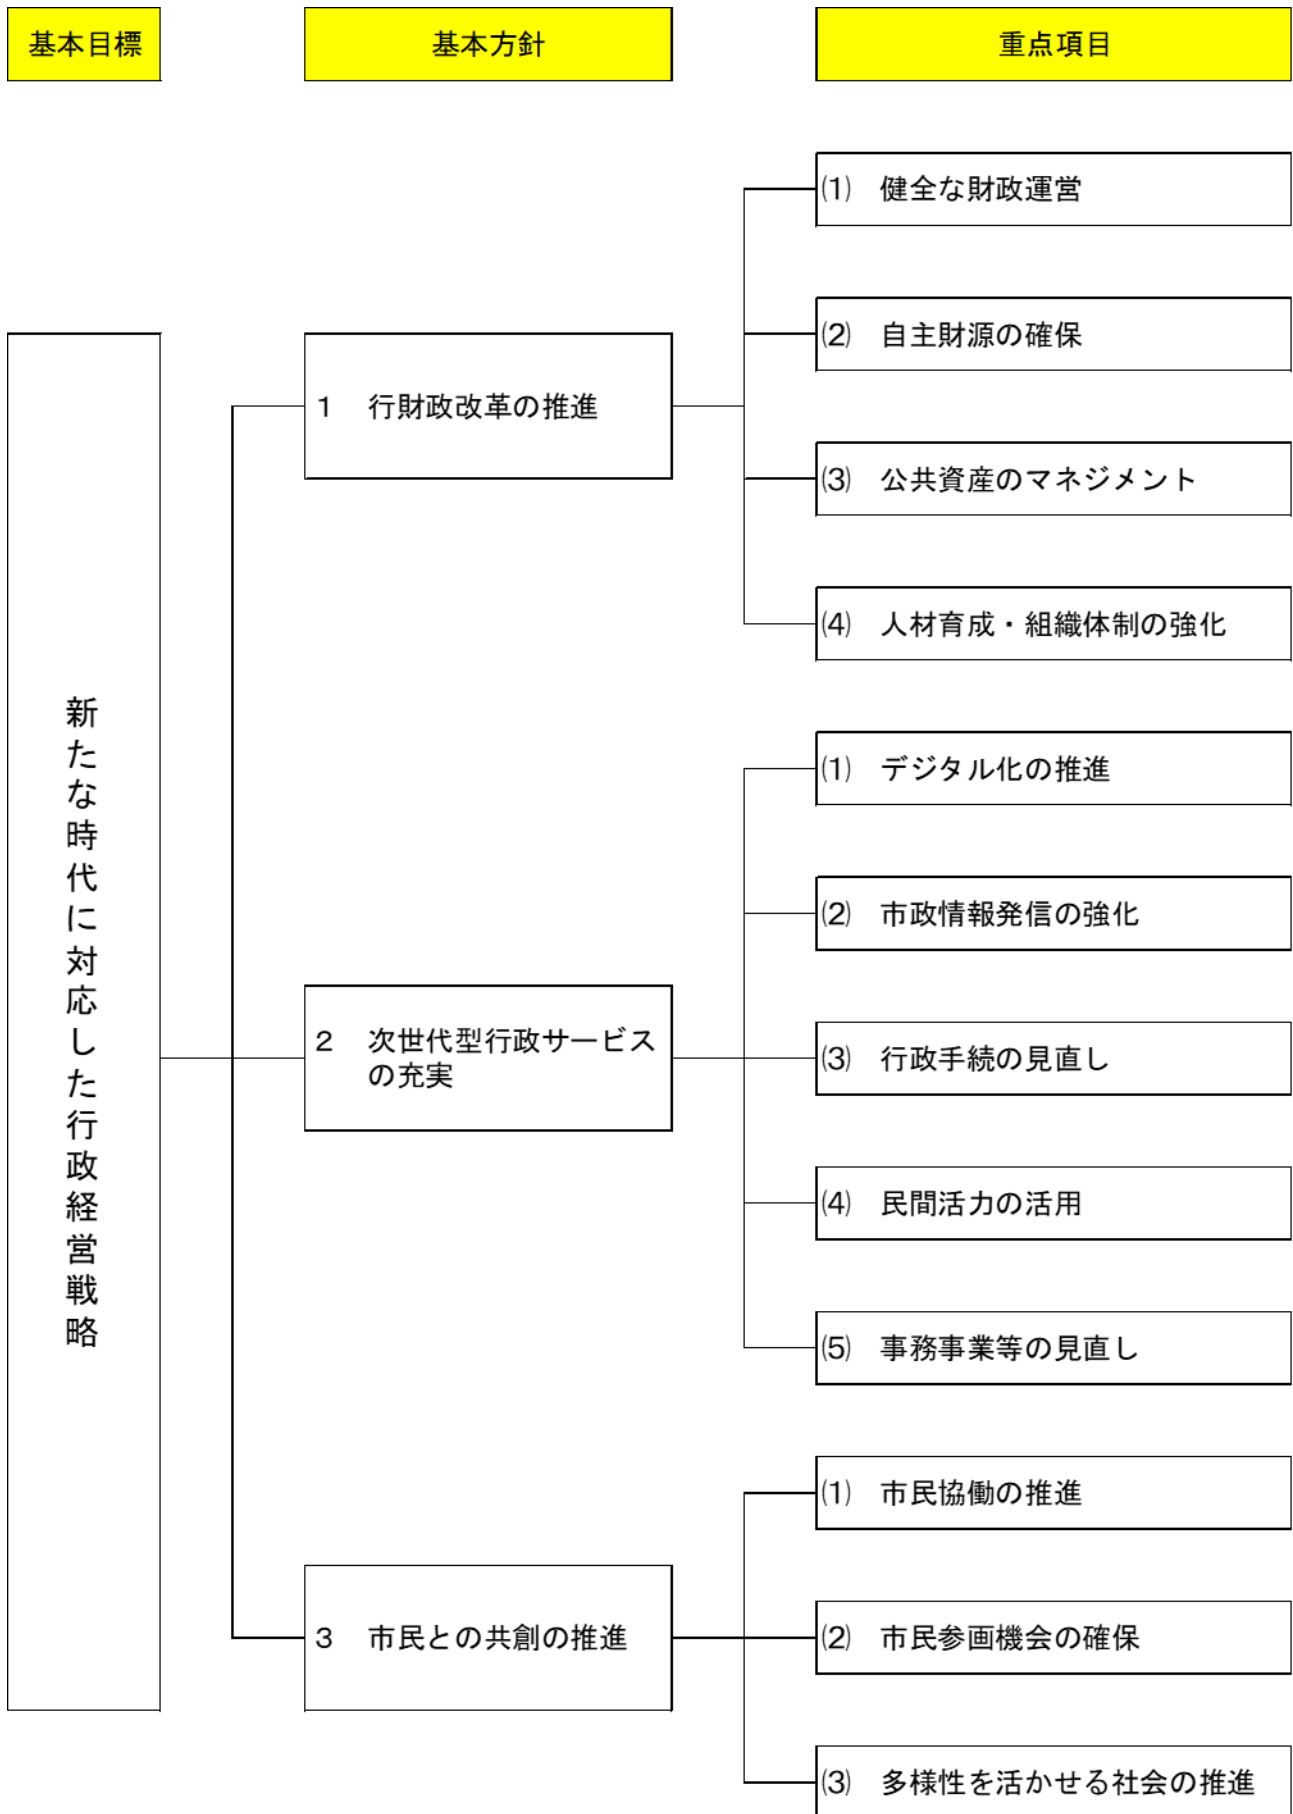 基本目標
基本方針
重点項目
新たな時代に対応した行政経営戦略
1 行財政改革の推進
⑴ 健全な財政運営
⑵ 自主財源の確保
⑶ 公共資産のマネジメント
⑷ 人材育成・組織体制の強化
2 次世代型行政サービス
の充実
⑴ デジタル化の推進
⑵ 市政情報発信の強化
⑶ 行政手続の見直し
⑷ 民間活力の活用
⑸ 事務事業等の見直し
3 市民との共創の推進
⑴ 市民協働の推進
⑵ 市民参画機会の確保
⑶ 多様性を活かせる社会の推進